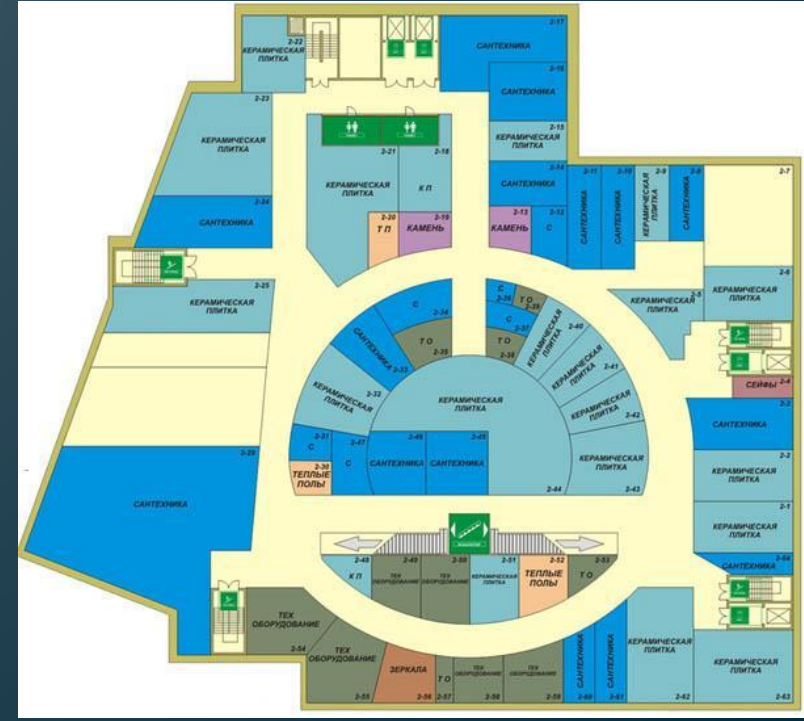 2-22
КЕРАМИЧЕСКАЯ
ПЛИТКА
2-17
САНТЕХНИКА
2-16
САНТЕХНИКА
2-23
КЕРАМИЧЕСКАЯ
ПЛИТКА
2-15
КЕРАМИЧЕСКАЯ
ПЛИТКА
2-21
КЕРАМИЧЕСКАЯ
ПЛИТКА
2-18
К П
2-14
САНТЕХНИКА
2-11
САНТЕХНИКА
2-10
САНТЕХНИКА
2-9
КЕРАМИЧЕСКАЯ
ПЛИТКА
2-8
САНТЕХНИКА
2-7
2-24
САНТЕХНИКА
2-20
Т П
2-19
КАМЕНЬ
2-13
КАМЕНЬ
2-12
С
2-25
КЕРАМИЧЕСКАЯ
ПЛИТКА
2-6
КЕРАМИЧЕСКАЯ
ПЛИТКА
2-5
КЕРАМИЧЕСКАЯ
ПЛИТКА
С
2-34
Т О
2-35
С
2-36
Т О
2-39
С
2-37
Т О
2-38
САНТЕХНИКА
2-33
КЕРАМИЧЕСКАЯ
ПЛИТКА
2-40
КЕРАМИЧЕСКАЯ
ПЛИТКА
2-41
КЕРАМИЧЕСКАЯ
ПЛИТКА
2-42
КЕРАМИЧЕСКАЯ
ПЛИТКА
2-32
КЕРАМИЧЕСКАЯ
ПЛИТКА
2-44
КЕРАМИЧЕСКАЯ
ПЛИТКА
2-43
СЕЙФЫ
2-4
2-3
САНТЕХНИКА
2-31
С
2-47
С
2-46
САНТЕХНИКА
2-45
САНТЕХНИКА
2-30
ТЕПЛЫЕ
ПОЛЫ
САНТЕХНИКА
2-2
КЕРАМИЧЕСКАЯ
ПЛИТКА
2-1
КЕРАМИЧЕСКАЯ
ПЛИТКА
САНТЕХНИКА
2-48
К П
2-49
ТЕХ
ОБОРУДОВАНИЕ
2-50
ТЕХ
ОБОРУДОВАНИЕ
2-51
КЕРАМИЧЕСКАЯ
ПЛИТКА
2-52
ТЕПЛЫЕ
ПОЛЫ
2-53
Т О
ТЕХ
ОБОРУДОВАНИЕ
2-54
ТЕХ
ОБОРУДОВАНИЕ
2-55
ЗЕРКАЛА
2-56
Т О
2-57
ТЕХ
ОБОРУДОВАНИЕ
2-58
ТЕХ
ОБОРУДОВАНИЕ
2-59
САНТЕХНИКА
2-60
САНТЕХНИКА
2-61
КЕРАМИЧЕСКАЯ
ПЛИТКА
2-62
КЕРАМИЧЕСКАЯ
ПЛИТКА
2-63